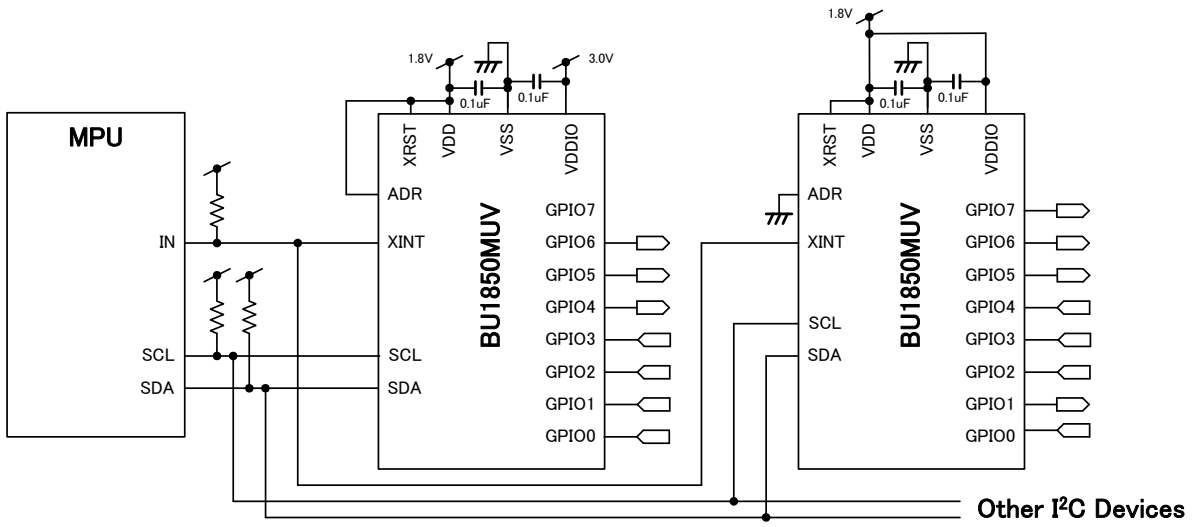 1.8V
1.8V
3.0V
0.1uF
0.1uF
0.1uF
0.1uF
MPU
IN
SCL
SDA
XRST
VDD
VSS
VDDIO
ADR
XINT
SCL
SDA
BU1850MUV
GPIO7
GPIO6
GPIO5
GPIO4
GPIO3
GPIO2
GPIO1
GPIO0
XRST
VDD
VSS
VDDIO
ADR
XINT
SCL
SDA
BU1850MUV
GPIO7
GPIO6
GPIO5
GPIO4
GPIO3
GPIO2
GPIO1
GPIO0
Other I²C Devices